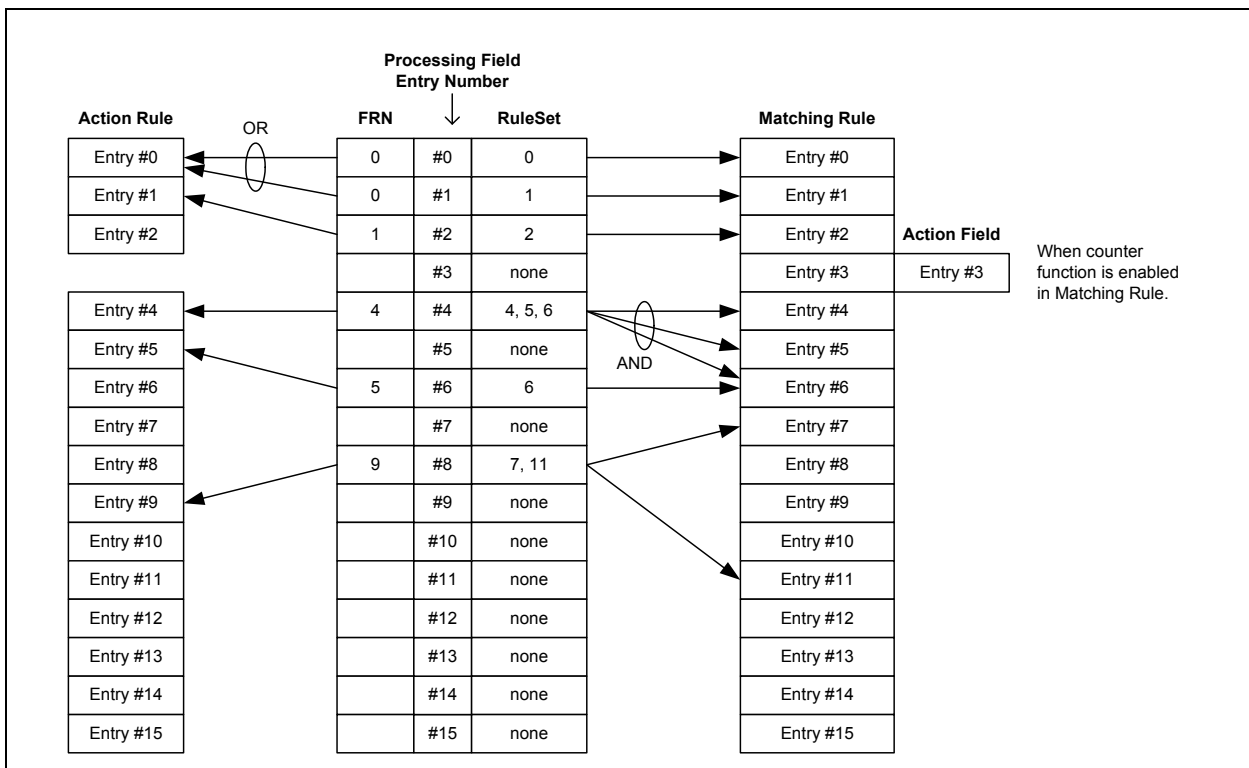 Processing Field
Entry Number
Action Rule OR FRN RuleSet Matching Rule
Entry #0 0 #0 0 Entry #0
Entry #1 0 #1 1 Entry #1
Entry #2 1 #2 2 Entry #2 Action Field
#3 none Entry #3 Entry #3
When counter
function is enabled
in Matching Rule.
Entry #4 4 #4 4, 5, 6 Entry #4
Entry #5 #5 none AND Entry #5
Entry #6 5 #6 6 Entry #6
Entry #7 #7 none Entry #7
Entry #8 9 #8 7, 11 Entry #8
Entry #9 #9 none Entry #9
Entry #10 #10 none Entry #10
Entry #11 #11 none Entry #11
Entry #12 #12 none Entry #12
Entry #13 #13 none Entry #13
Entry #14 #14 none Entry #14
Entry #15 #15 none Entry #15